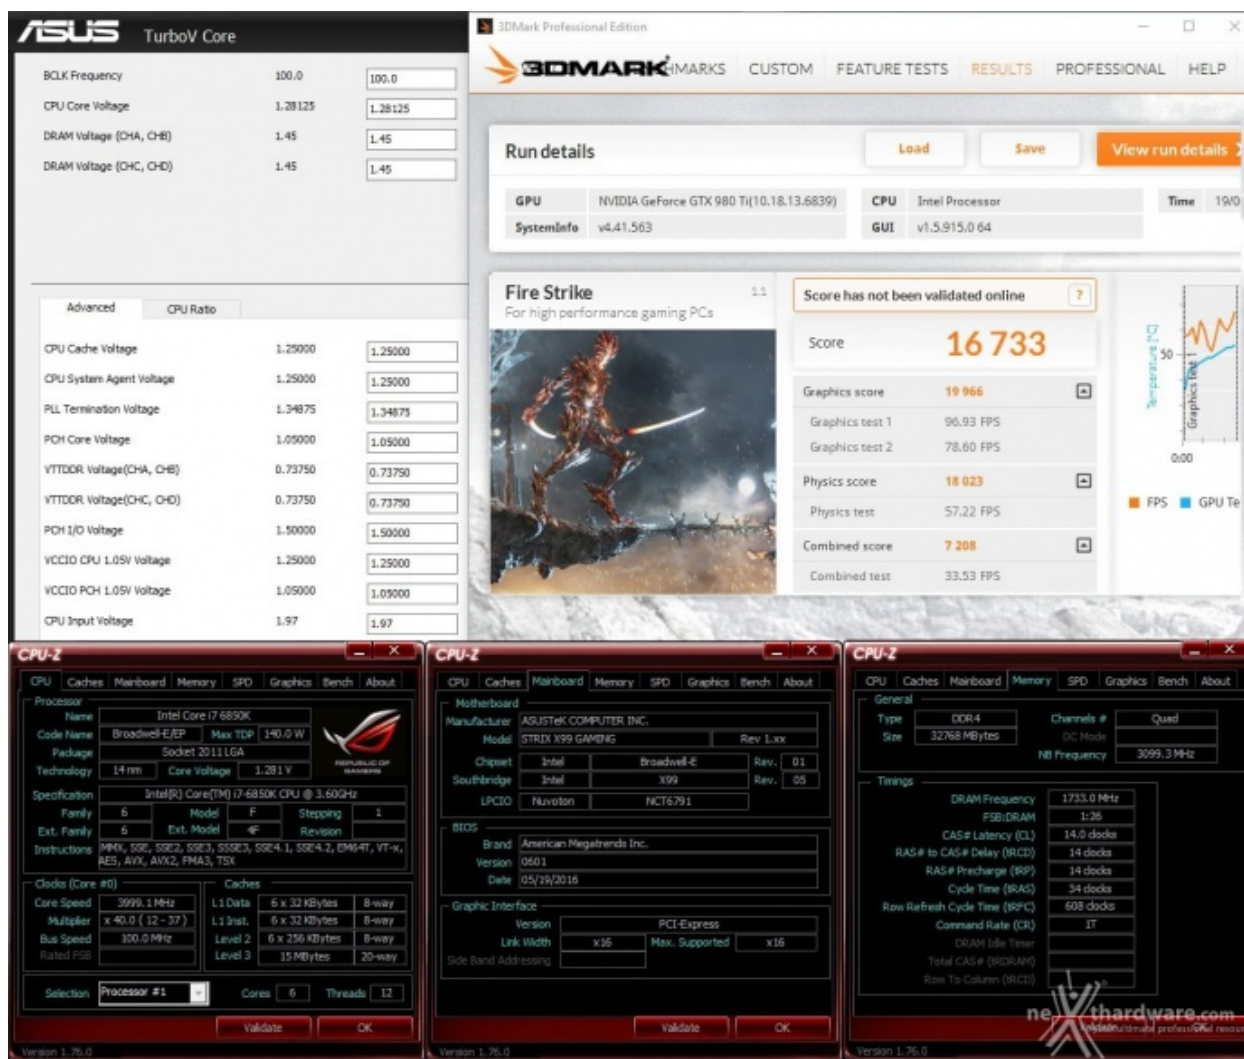 ASUS TurboV Core
BCLK Frequency 100.0 100.0
CPU Core Voltage 1.28125 1.28125
DRAM Voltage (CHA, CHB) 1.45 1.45
DRAM Voltage (CHC, CHD) 1.45 1.45
Advanced CPU Ratio
CPU Cache Voltage 1.25000 1.25000
CPU System Agent Voltage 1.25000 1.25000
PLL Termination Voltage 1.34875 1.34875
PCH Core Voltage 1.05000 1.05000
VTTDDR Voltage(CHA, CHB) 0.73750 0.73750
VTTDDR Voltage(CHC, CHD) 0.73750 0.73750
PCH I/O Voltage 1.50000 1.50000
VCCIO CPU 1.05V Voltage 1.25000 1.25000
VCCIO PCH 1.05V Voltage 1.05000 1.05000
CPU Input Voltage 1.97 1.97
3DMark Professional Edition
3DMARK HMARKS CUSTOM FEATURE TESTS RESULTS PROFESSIONAL HELP
Run details Load Save View run details
GPU NVIDIA GeForce GTX 980 Ti(10.18.13.6839) CPU Intel Processor Time 19/0
SystemInfo v4.41.563 GUI v1.5.915.0 64
Fire Strike 1.1
For high performance gaming PCs
Score has not been validated online ?
Score 16 733
Graphics score 19 966
Graphics test 1 96.93 FPS
Graphics test 2 78.60 FPS
Physics score 18 023
Physics test 57.22 FPS
Combined score 7 208
Combined test 33.53 FPS
Temperature [°C]
50
Graphics test 1
0:00
FPS GPU Te
CPU-Z
CPU Caches Mainboard Memory SPD Graphics Bench About
Processor
Name Intel Core i7 6850K
Code Name Broadwell-E/EP Max TDP 140.0 W
Package Socket 2011 LGA
Technology 14 nm Core Voltage 1.281 V
REPUBLIC OF
GAMERS
Specification Intel(R) Core(TM) i7-6850K CPU @ 3.60GHz
Family 6 Model F Stepping 1
Ext. Family 6 Ext. Model 4F Revision
Instructions MMX, SSE, SSE2, SSE3, SSSE3, SSE4.1, SSE4.2, EM64T, VT-x,
AES, AVX, AVX2, FMA3, TSX
Clocks (Core #0) Caches
Core Speed 3999.1 MHz L1 Data 6 x 32 KBytes 8-way
Multiplier x 40.0 ( 12 - 37 ) L1 Inst. 6 x 32 KBytes 8-way
Bus Speed 100.0 MHz Level 2 6 x 256 KBytes 8-way
Rated FSB Level 3 15 MBytes 20-way
Selection Processor #1 Cores 6 Threads 12
Validate OK
Version 1.76.0
CPU-Z
CPU Caches Mainboard Memory SPD Graphics Bench About
Motherboard
Manufacturer ASUSTeK COMPUTER INC.
Model STRIX X99 GAMING Rev 1.xx
Chipset Intel Broadwell-E Rev. 01
Southbridge Intel X99 Rev. 05
LPCIO Nuvoton NCT6791
BIOS
Brand American Megatrends Inc.
Version 0601
Date 05/19/2016
Graphic Interface
Version PCI-Express
Link Width x16 Max. Supported x16
Side Band Addressing
Validate OK
Version 1.76.0
CPU-Z
CPU Caches Mainboard Memory SPD Graphics Bench About
General
Type DDR4 Channels # Quad
Size 32768 MBytes DC Mode
NB Frequency 3099.3 MHz
Timings
DRAM Frequency 1733.0 MHz
FSB:DRAM 1:26
CAS# Latency (CL) 14.0 clocks
RAS# to CAS# Delay (tRCD) 14 clocks
RAS# Precharge (tRP) 14 clocks
Cycle Time (tRAS) 34 clocks
Row Refresh Cycle Time (tRFC) 608 clocks
Command Rate (CR) 1T
DRAM Idle Timer
Total CAS# (tRDRAM)
Row To Column (tRCD)
Validate OK
Version 1.76.0
nexthardware.com